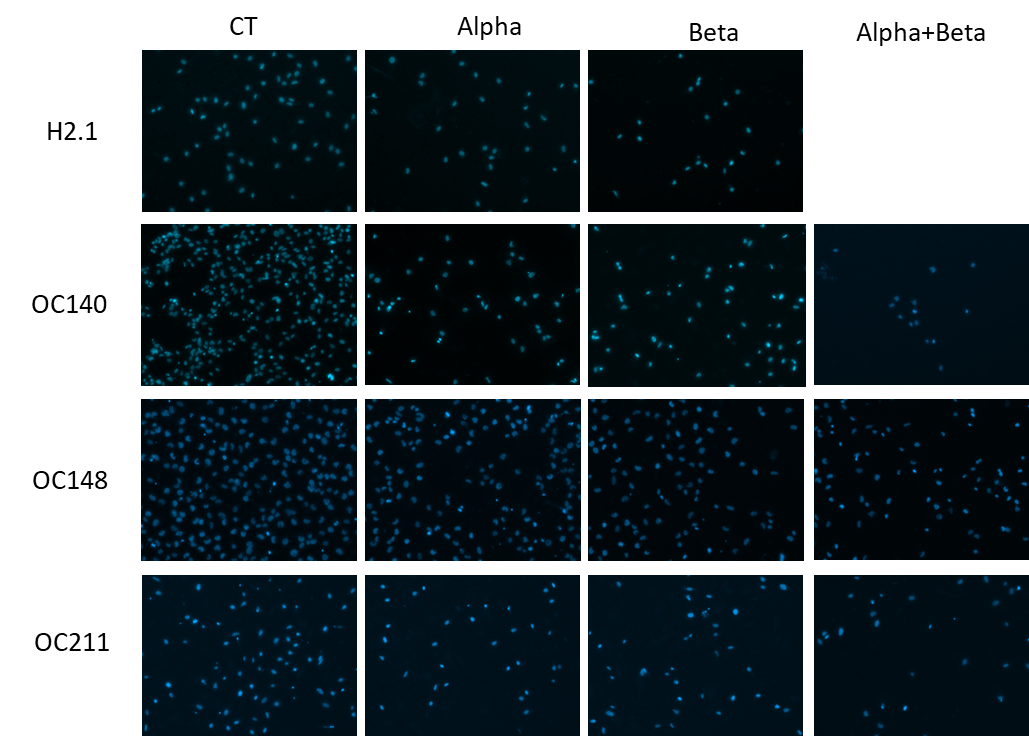 CT Alpha Beta Alpha+Beta
H2.1
OC140
OC148
OC211